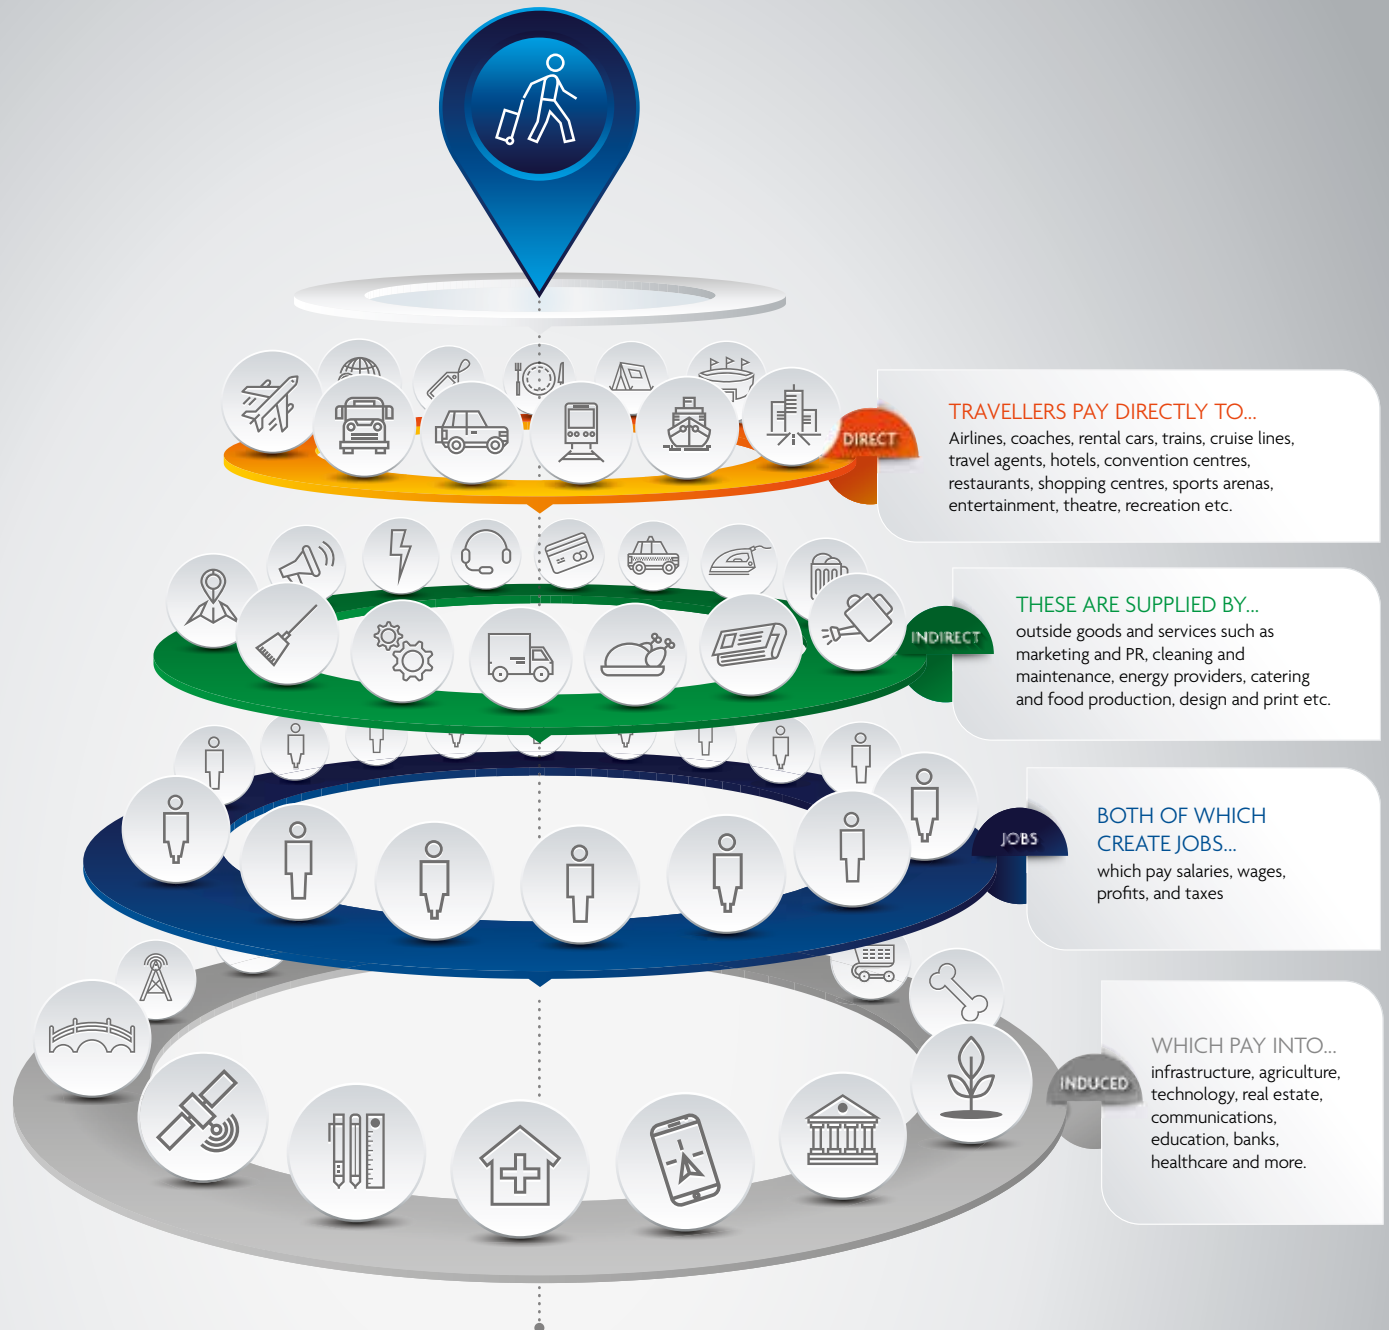 DIRECT
TRAVELLERS PAY DIRECTLY TO...
Airlines, coaches, rental cars, trains, cruise lines,
travel agents, hotels, convention centres,
restaurants, shopping centres, sports arenas,
entertainment, theatre, recreation etc.
INDIRECT
THESE ARE SUPPLIED BY...
outside goods and services such as
marketing and PR, cleaning and
maintenance, energy providers, catering
and food production, design and print etc.
JOBS
BOTH OF WHICH
CREATE JOBS...
which pay salaries, wages,
profits, and taxes
INDUCED
WHICH PAY INTO...
infrastructure, agriculture,
technology, real estate,
communications,
education, banks,
healthcare and more.